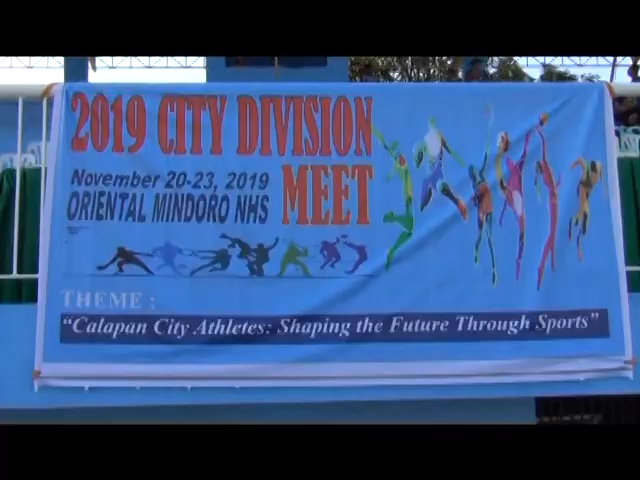 2019 CITY DIVISION
MEET
November 20-23, 2019
ORIENTAL MINDORO NHS
THEME :
"Calapan City Athletes: Shaping the Future Through Sports"